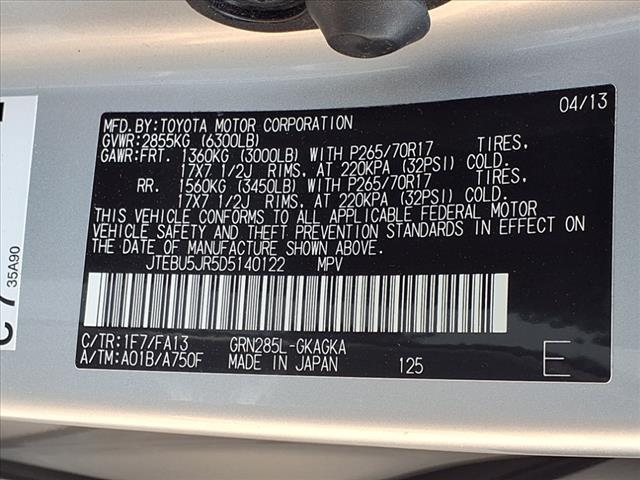 04/13
MFD.BY:TOYOTA MOTOR CORPORATION
GVWR:2855KG (6300LB)
GAWR:FRT. 1360KG (3000LB) WITH P265/70R17 TIRES,
17X7 1/2J RIMS, AT 220KPA (32PSI) COLD.
RR. 1560KG (3450LB) WITH P265/70R17 TIRES,
17X7 1/2J RIMS, AT 220KPA (32PSI) COLD.
THIS VEHICLE CONFORMS TO ALL APPLICABLE FEDERAL MOTOR
VEHICLE SAFETY AND THEFT PREVENTION STANDARDS IN EFFECT ON
THE DATE OF MANUFACTURE SHOWN ABOVE.
JTEBU5JR5D5140122 MPV
C/TR:1F7/FA13 GRN285L-GKAGKA
A/TM:A01B/A750F MADE IN JAPAN 125 E
35A90